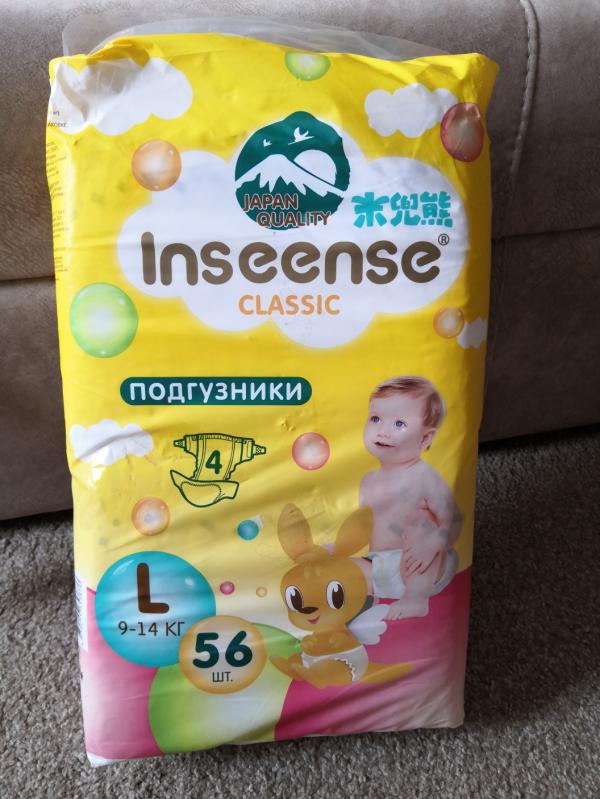 JAPAN
QUALITY
米兜熊
Inseense®
CLASSIC
ПОДГУЗНИКИ
4
L
9-14 КГ
56
ШТ.